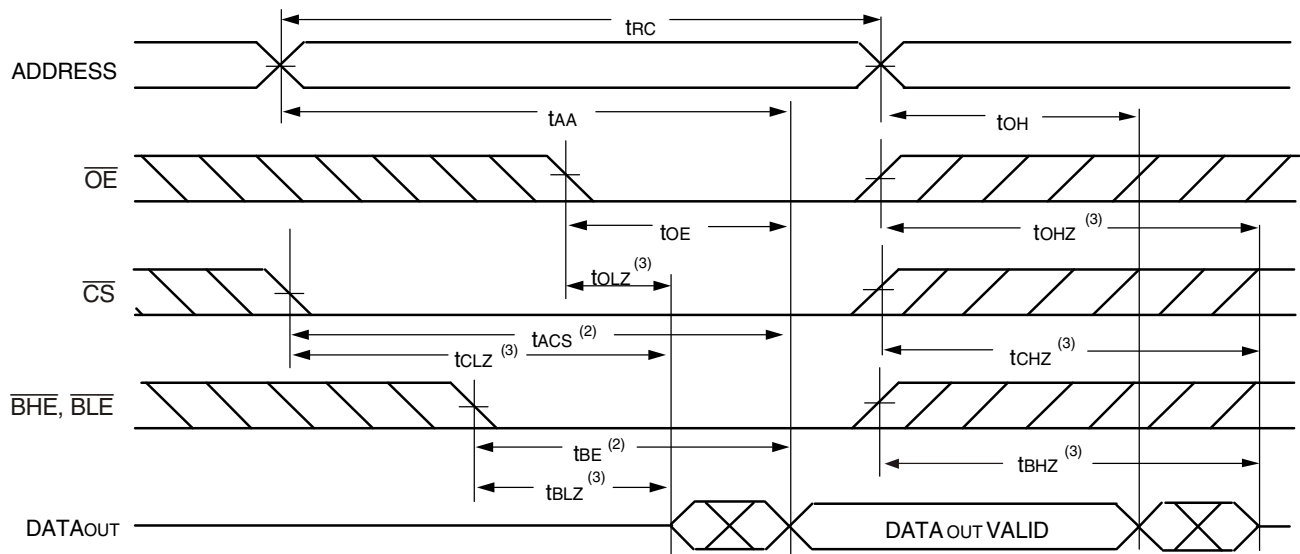 tRC
ADDRESS
tAA
tOH
OE
tOE
tOHZ (3)
tOLZ (3)
CS
tACS (2)
tCLZ (3)
tCHZ (3)
BHE, BLE
tBE (2)
tBHZ (3)
tBLZ (3)
DATAOUT
DATA OUT VALID